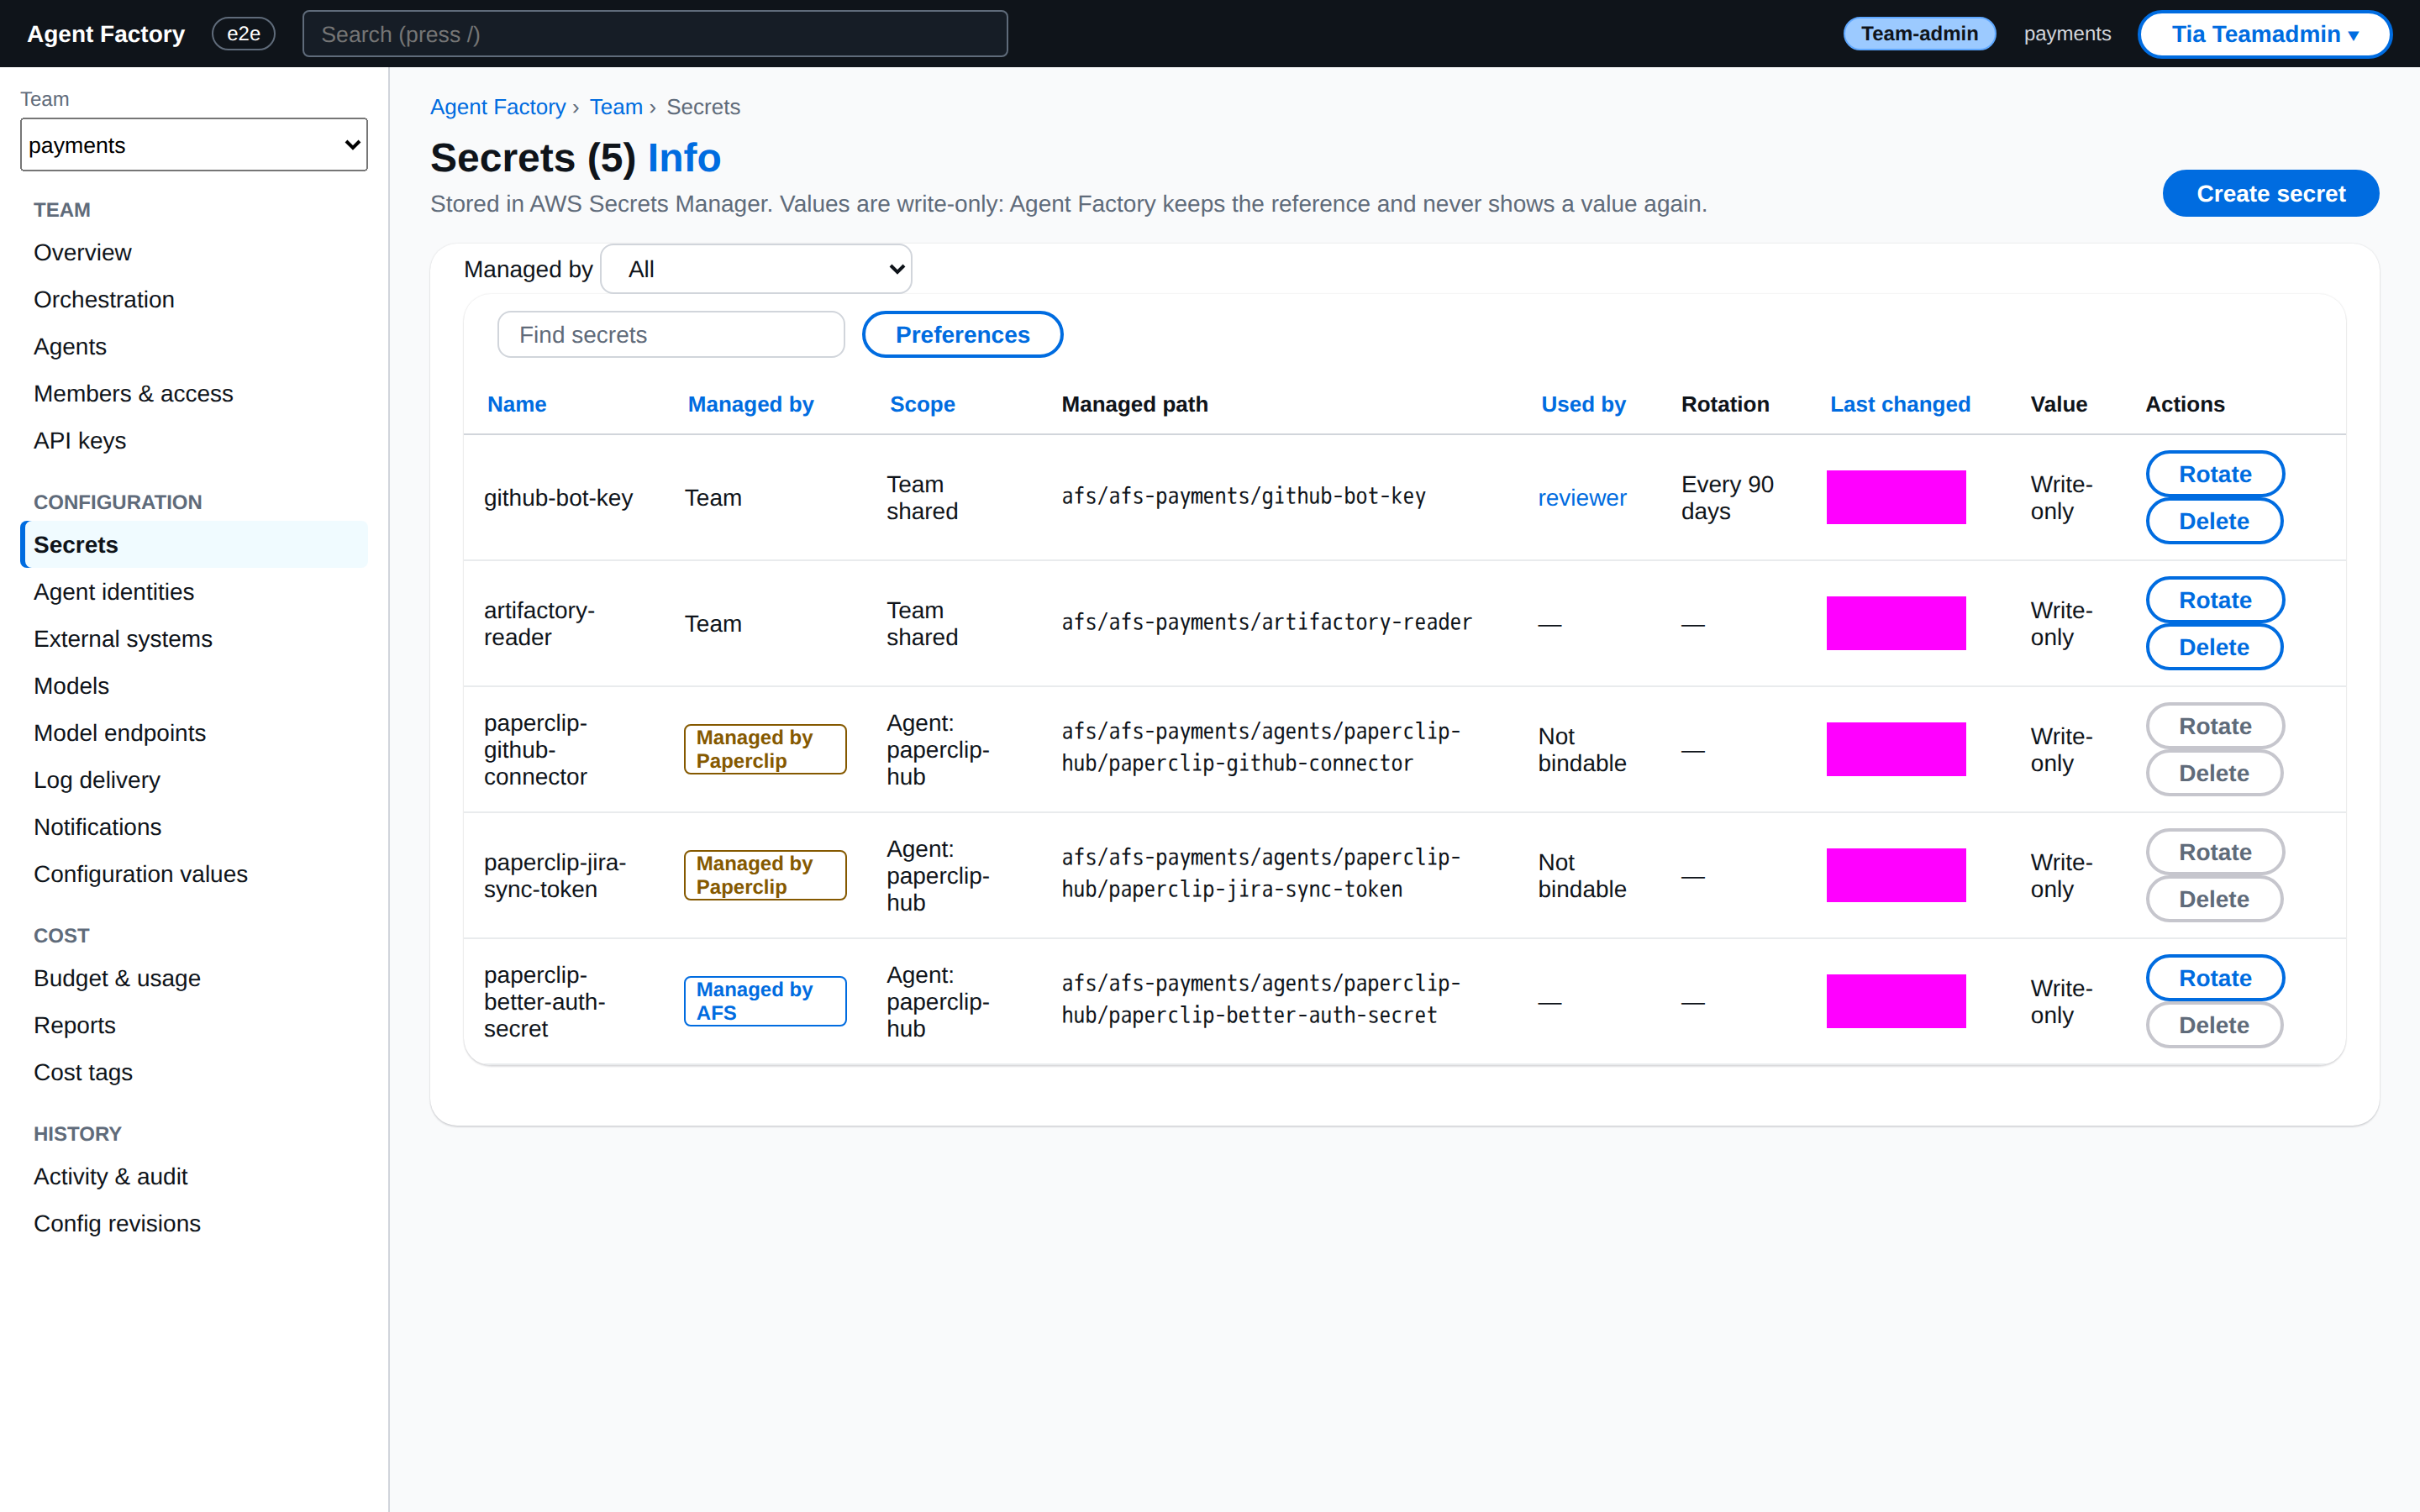 Agent Factory e2e Search (press /) Team-admin payments Tia Teamadmin ▾
Team
payments
TEAM
Overview
Orchestration
Agents
Members & access
API keys
CONFIGURATION
Secrets
Agent identities
External systems
Models
Model endpoints
Log delivery
Notifications
Configuration values
COST
Budget & usage
Reports
Cost tags
HISTORY
Activity & audit
Config revisions
Agent Factory › Team › Secrets
Secrets (5) Info
Stored in AWS Secrets Manager. Values are write-only: Agent Factory keeps the reference and never shows a value again.
Create secret
Managed by All
Find secrets Preferences
Name Managed by Scope Managed path Used by Rotation Last changed Value Actions
github-bot-key
Team
Team
shared
afs/afs-payments/github-bot-key
reviewer
Every 90
days
Write-
only
Rotate
Delete
artifactory-
reader
Team
Team
shared
afs/afs-payments/artifactory-reader
—
—
Write-
only
Rotate
Delete
paperclip-
github-
connector
Managed by
Paperclip
Agent:
paperclip-
hub
afs/afs-payments/agents/paperclip-
hub/paperclip-github-connector
Not
bindable
—
Write-
only
Rotate
Delete
paperclip-jira-
sync-token
Managed by
Paperclip
Agent:
paperclip-
hub
afs/afs-payments/agents/paperclip-
hub/paperclip-jira-sync-token
Not
bindable
—
Write-
only
Rotate
Delete
paperclip-
better-auth-
secret
Managed by
AFS
Agent:
paperclip-
hub
afs/afs-payments/agents/paperclip-
hub/paperclip-better-auth-secret
—
—
Write-
only
Rotate
Delete